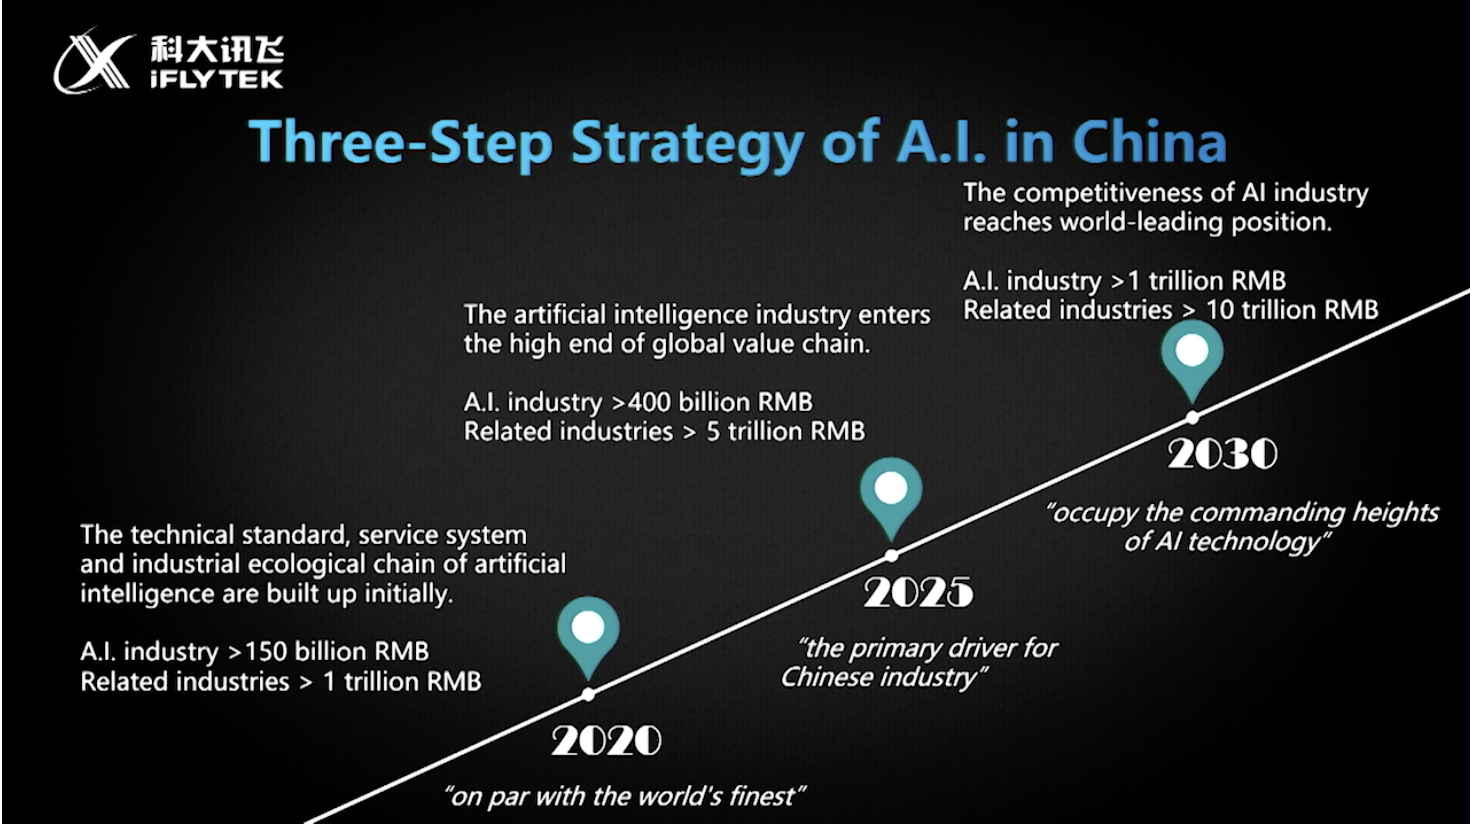 科大讯飞
iFLYTEK
Three-Step Strategy of A.I. in China
The competitiveness of AI industry
reaches world-leading position.
A.I. industry >1 trillion RMB
Related industries > 10 trillion RMB
The artificial intelligence industry enters
the high end of global value chain.
A.I. industry >400 billion RMB
Related industries > 5 trillion RMB
2030
"occupy the commanding heights
of AI technology"
The technical standard, service system
and industrial ecological chain of artificial
intelligence are built up initially.
A.I. industry >150 billion RMB
Related industries > 1 trillion RMB
2025
"the primary driver for
Chinese industry"
2020
"on par with the world's finest"